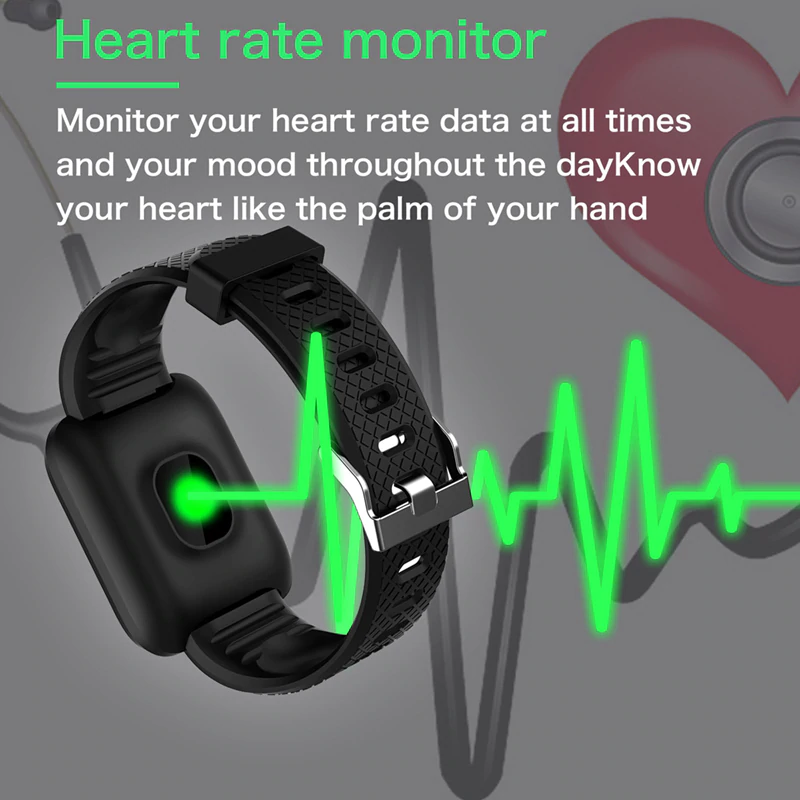 Heart rate monitor
Monitor your heart rate data at all times
and your mood throughout the dayKnow
your heart like the palm of your hand